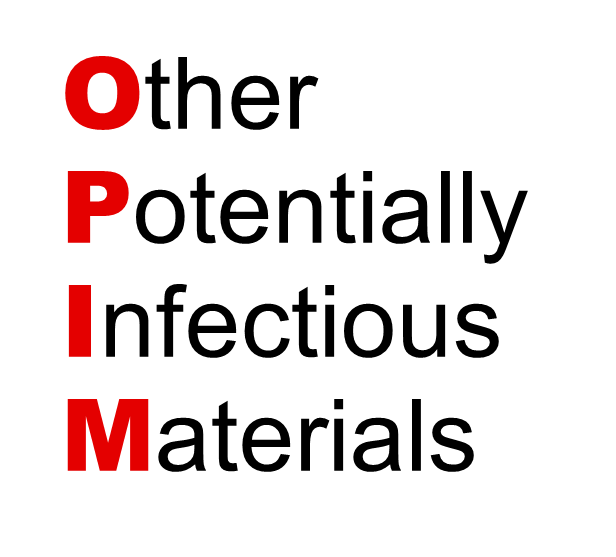 Other
Potentially
Infectious
Materials